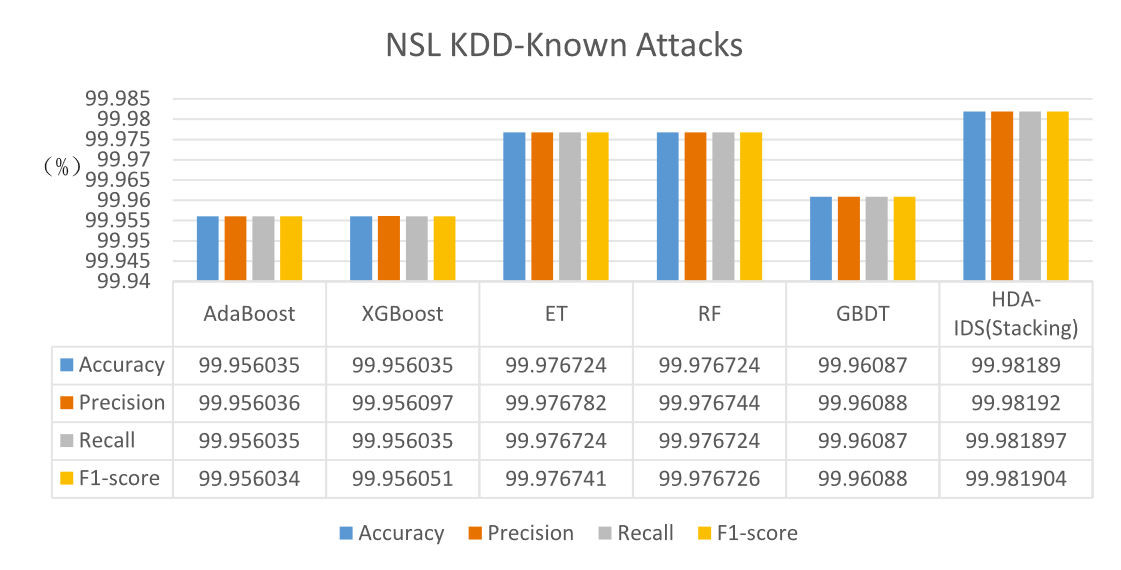 NSL KDD-Known Attacks
99.985
99.98
99.975
99.97
(%)
99.965
99.96
99.955
99.95
99.945
99.94
AdaBoost XGBoost ET RF GBDT HDA-
IDS(Stacking)
Accuracy 99.956035 99.956035 99.976724 99.976724 99.96087 99.98189
Precision 99.956036 99.956097 99.976782 99.976744 99.96088 99.98192
Recall 99.956035 99.956035 99.976724 99.976724 99.96087 99.981897
F1-score 99.956034 99.956051 99.976741 99.976726 99.96088 99.981904
Accuracy Precision Recall F1-score